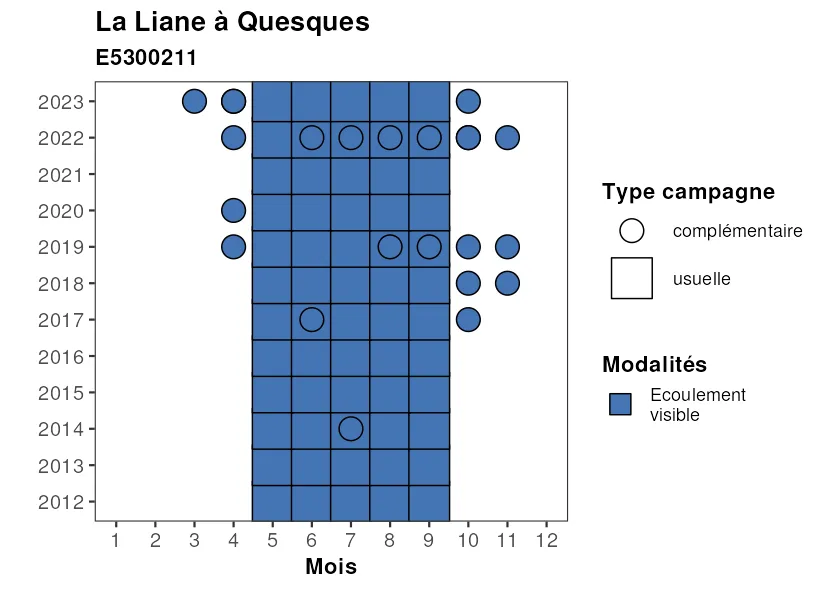 La Liane à Quesques
E5300211
2023
2022
2021
2020
2019
2018
2017
2016
2015
2014
2013
2012
1 2 3 4 5 6 7 8 9 10 11 12
Mois
Type campagne
complémentaire
usuelle
Modalités
Ecoulement
visible